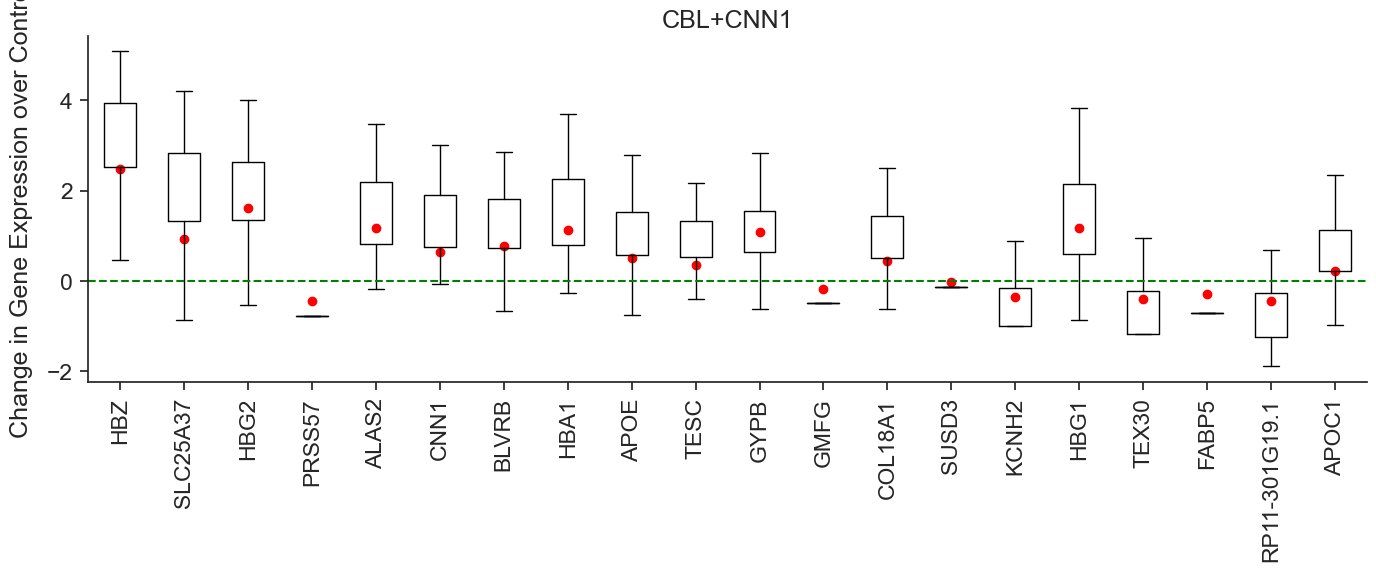 CBL+CNN1
Change in Gene Expression over
4
2
0
−2
HBZ
SLC25A37
HBG2
PRSS57
ALAS2
CNN1
BLVRB
HBA1
APOE
TESC
GYPB
GMFG
COL18A1
SUSD3
KCNH2
HBG1
TEX30
FABP5
RP11-301G19.1
APOC1